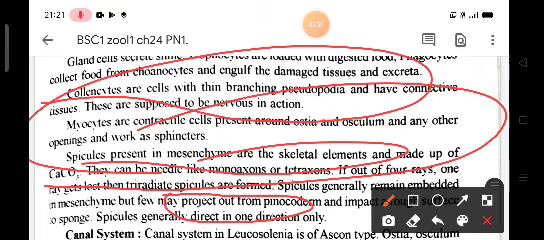 21:21
03:51
BSC1 zool1 ch24 PN1.
Gland cells secrete slime. Trophocytes are loaded with digested food, Phagocytes
collect food from choanocytes and engulf the damaged tissues and excreta.
Collencytes are cells with thin branching pseudopodia and have connective
tissues. These are supposed to be nervous in action.
Myocytes are contractile cells present around ostia and osculum and any other
openings and work as sphincters.
Spicules present in mesenchyme are the skeletal elements and made up of
They can be needle like monoaxons or tetraxons. If out of four rays, one
ray gets lost then triradiate spicules are formed. Spicules generally remain embedded
in mesenchyme but few may project out from pinocoderm and impact a
to sponge. Spicules generally direct in one direction only.
Canal System : Canal system in Leucosolenia is of Ascon type. Ostia, osculum